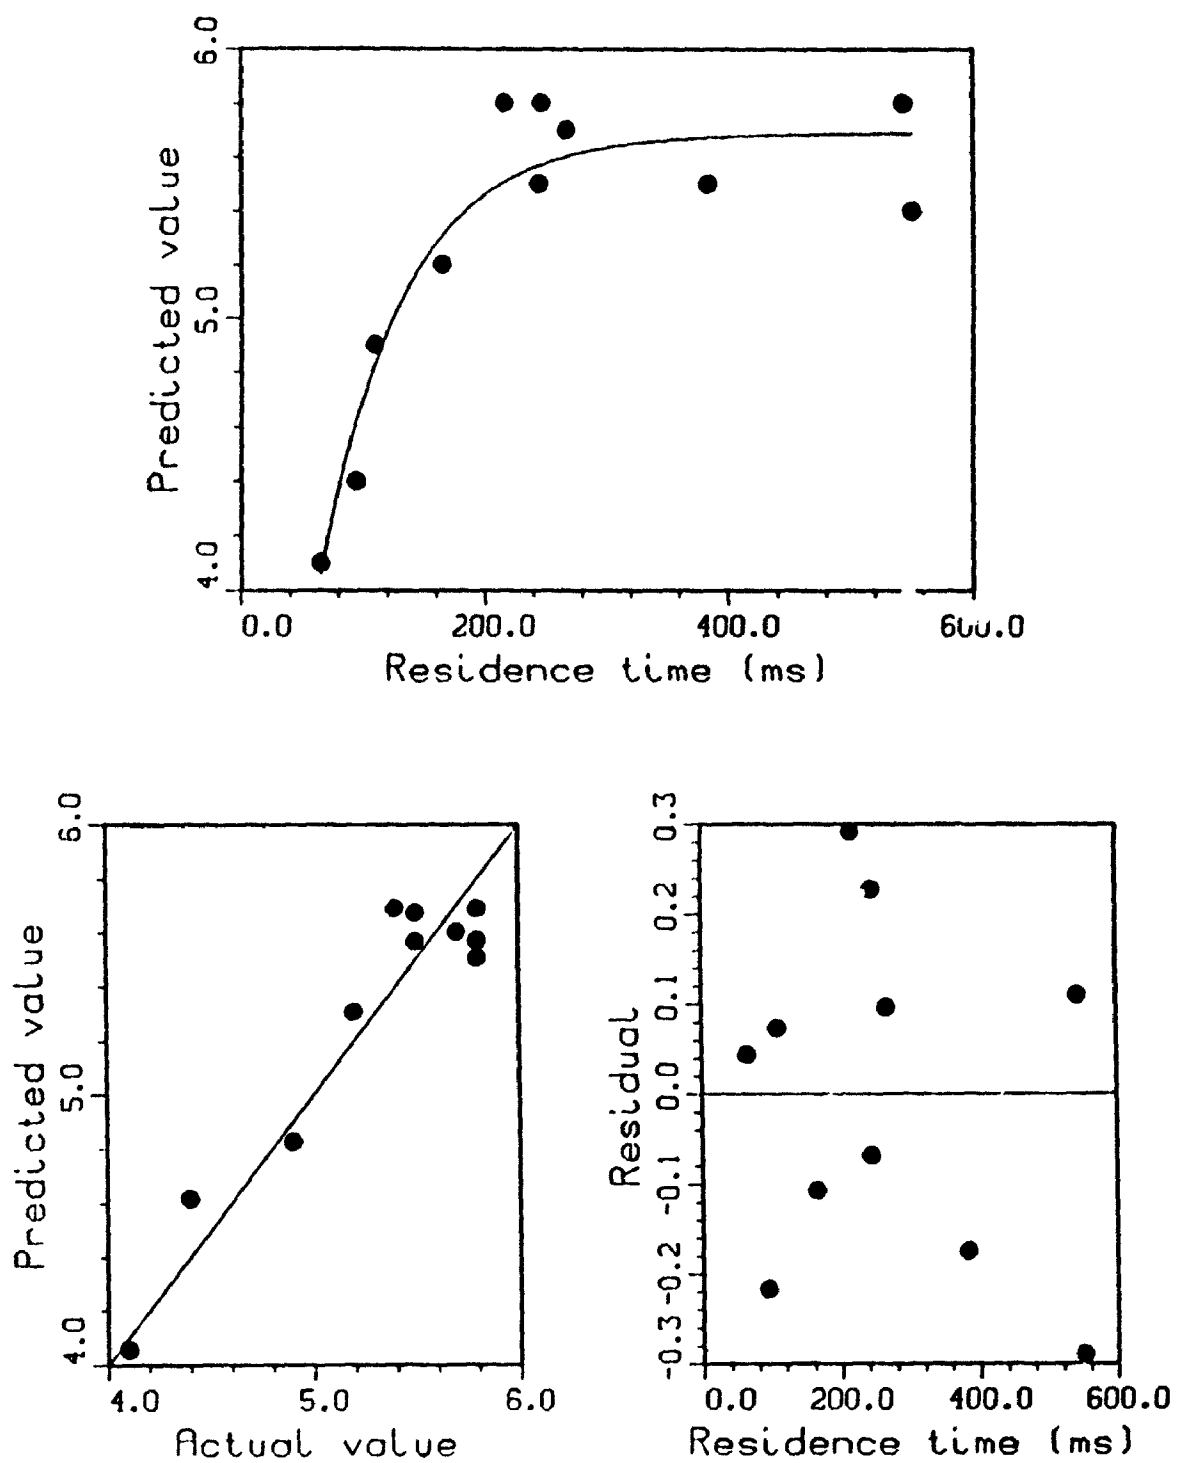 6.0
5.0
4.0
Predicted value
0.0 200.0 400.0 600.0
Residence time (ms)
6.0
5.0
4.0
Predicted value
4.0 5.0 6.0
Actual value
0.3
0.2
0.1
0.0
-0.1
-0.2
-0.3
Residual
0.0 200.0 400.0 600.0
Residence time (ms)